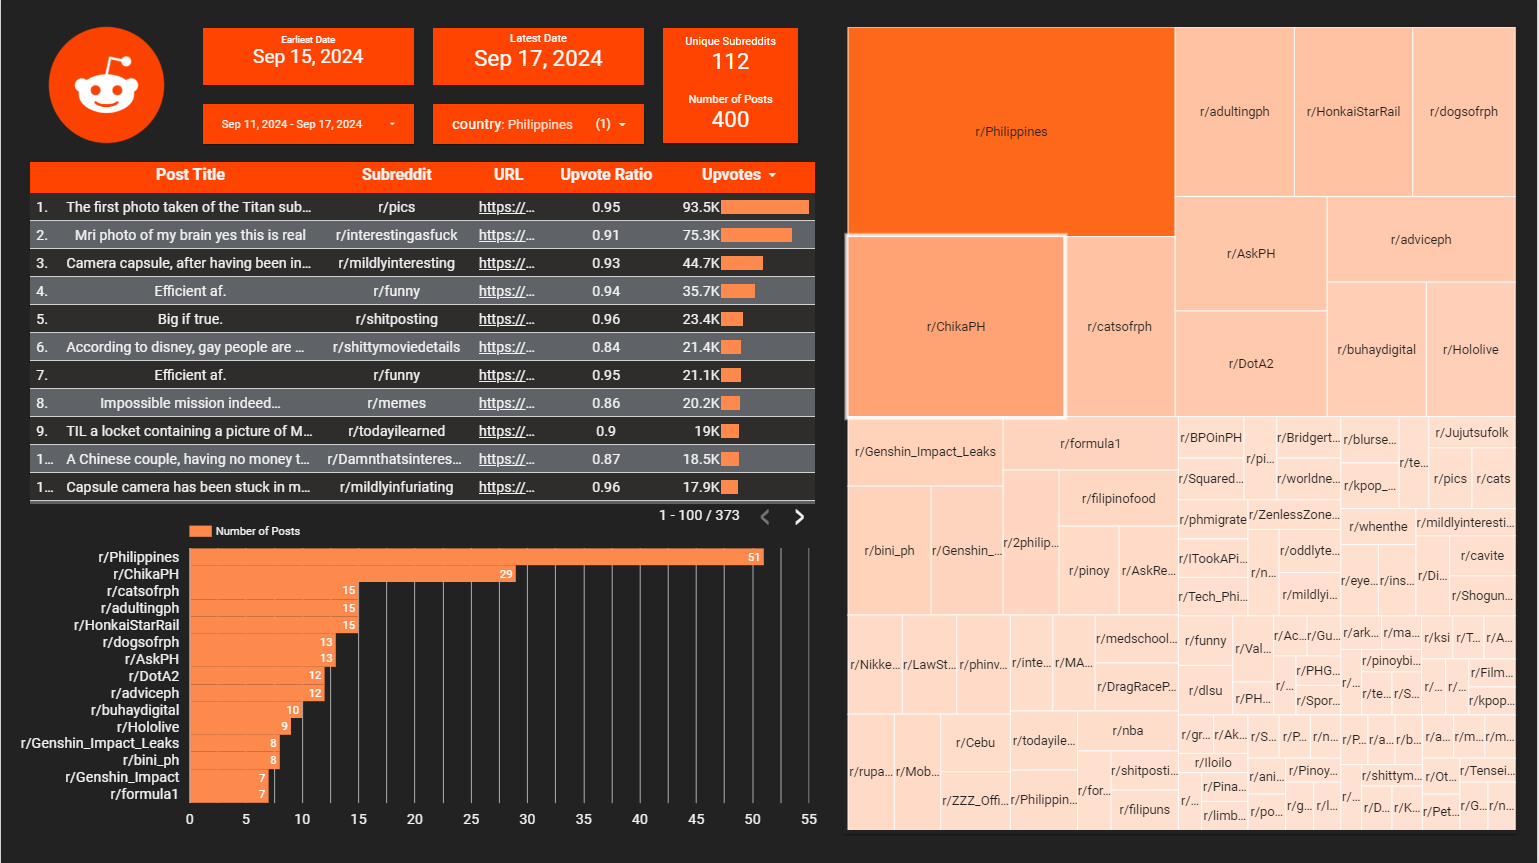 Earliest Date
Sep 15, 2024
Latest Date
Sep 17, 2024
Unique Subreddits
112
Number of Posts
400
Sep 11, 2024 - Sep 17, 2024
country: Philippines (1)
Post Title Subreddit URL Upvote Ratio Upvotes
1. The first photo taken of the Titan sub... r/pics https://... 0.95 93.5K
2. Mri photo of my brain yes this is real r/interestingasfuck https://... 0.91 75.3K
3. Camera capsule, after having been in... r/mildlyinteresting https://... 0.93 44.7K
4. Efficient af. r/funny https://... 0.94 35.7K
5. Big if true. r/shitposting https://... 0.96 23.4K
6. According to disney, gay people are ... r/shittymoviedetails https://... 0.84 21.4K
7. Efficient af. r/funny https://... 0.95 21.1K
8. Impossible mission indeed... r/memes https://... 0.86 20.2K
9. TIL a locket containing a picture of M... r/todayilearned https://... 0.9 19K
1... A Chinese couple, having no money t... r/Damnthatsinteres... https://... 0.87 18.5K
1... Capsule camera has been stuck in m... r/mildlyinfuriating https://... 0.96 17.9K
1 - 100 / 373
Number of Posts
r/Philippines 51
r/ChikaPH 29
r/catsofrph 15
r/adultingph 15
r/HonkaiStarRail 15
r/dogsofrph 13
r/AskPH 13
r/DotA2 12
r/adviceph 12
r/buhaydigital 10
r/Hololive 9
r/Genshin_Impact_Leaks 8
r/bini_ph 8
r/Genshin_Impact 7
r/formula1 7
0 5 10 15 20 25 30 35 40 45 50 55
r/Philippines
r/adultingph
r/HonkaiStarRail
r/dogsofrph
r/ChikaPH
r/catsofrph
r/AskPH
r/adviceph
r/DotA2
r/buhaydigital
r/Hololive
r/Genshin_Impact_Leaks
r/formula1
r/bini_ph
r/Genshin_...
r/2philip...
r/filipinofood
r/pinoy
r/AskRe...
r/BPOinPH
r/pi...
r/Bridgert...
r/blurse...
r/te...
r/Jujutsufolk
r/Squared...
r/worldne...
r/kpop_...
r/pics
r/cats
r/phmigrate
r/ZenlessZone...
r/whenthe
r/mildlyinteresti...
r/ITookAPi...
r/n...
r/oddlyte...
r/eye...
r/ins...
r/Di...
r/cavite
r/Tech_Phi...
r/mildlyi...
r/Shogun...
r/Nikke...
r/LawSt...
r/phinv...
r/inte...
r/MA...
r/medschool...
r/DragRaceP...
r/funny
r/Val...
r/Ac...
r/Gu...
r/ark...
r/ma...
r/ksi
r/T...
r/A...
r/dlsu
r/PH...
r/...
r/PHG...
r/Spor...
r/...
r/pinoybi...
r/te...
r/S...
r/...
r/...
r/Film...
r/kpop...
r/rupa...
r/Mob...
r/Cebu
r/ZZZ_Offi...
r/todayile...
r/Philippin...
r/nba
r/for...
r/shitposti...
r/filipuns
r/gr...
r/Ak...
r/S...
r/P...
r/n...
r/P...
r/a...
r/b...
r/a...
r/m...
r/m...
r/Iloilo
r/...
r/Pina...
r/limb...
r/ani...
r/po...
r/Pinoy...
r/g...
r/l...
r/...
r/shittym...
r/D...
r/K...
r/Ot...
r/Pet...
r/Tensei...
r/G...
r/n...